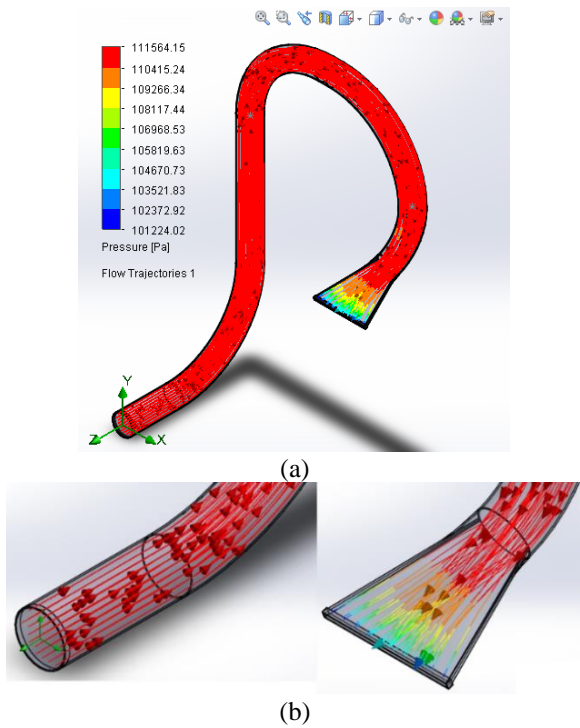 111564.15
110415.24
109266.34
108117.44
106968.53
105819.63
104670.73
103521.83
102372.92
101224.02
Pressure [Pa]
Flow Trajectories 1
Y
Z
X
(a)
(b)